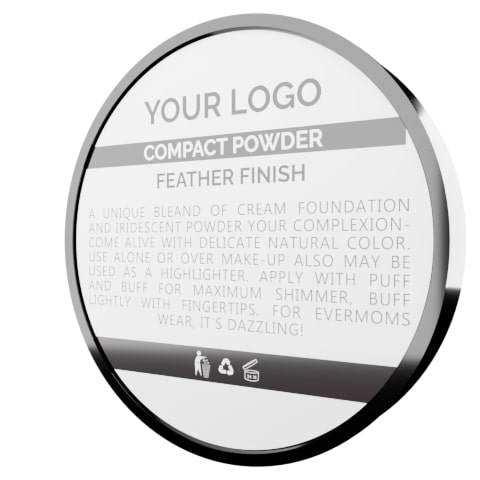 YOUR LOGO
COMPACT POWDER
FEATHER FINISH
A UNIQUE BLEAND OF CREAM FOUNDATION
AND IRIDESCENT POWDER YOUR COMPLEXION-
COME ALIVE WITH DELICATE NATURAL COLOR.
USE ALONE OR OVER MAKE-UP ALSO MAY BE
USED AS A HIGHLIGHTER. APPLY WITH PUFF
AND BUFF FOR MAXIMUM SHIMMER, BUFF
LIGHTLY WITH FINGERTIPS. FOR EVERMOMS
WEAR, IT'S DAZZLING!